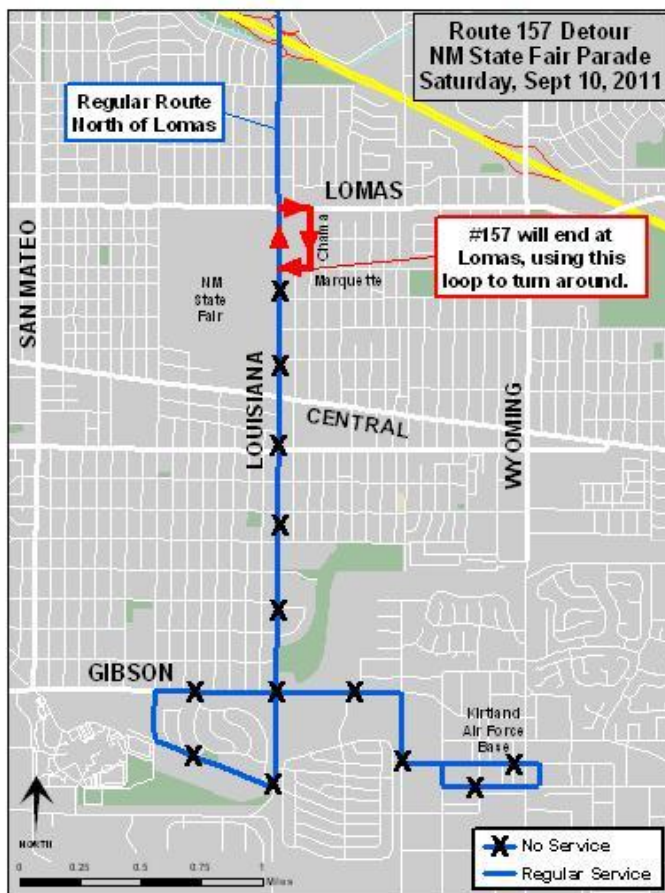 Route 157 Detour
NM State Fair Parade
Saturday, Sept 10, 2011
Regular Route
North of Lomas
LOMAS
Chama
#157 will end at
Lomas, using this
loop to turn around.
Marquette
NM
State
Fair
SAN MATEO
LOUISIANA
CENTRAL
WYOMING
GIBSON
Kirtland
Air Force
Base
NORTH
0 0.25 0.5 1
Miles
X No Service
Regular Service